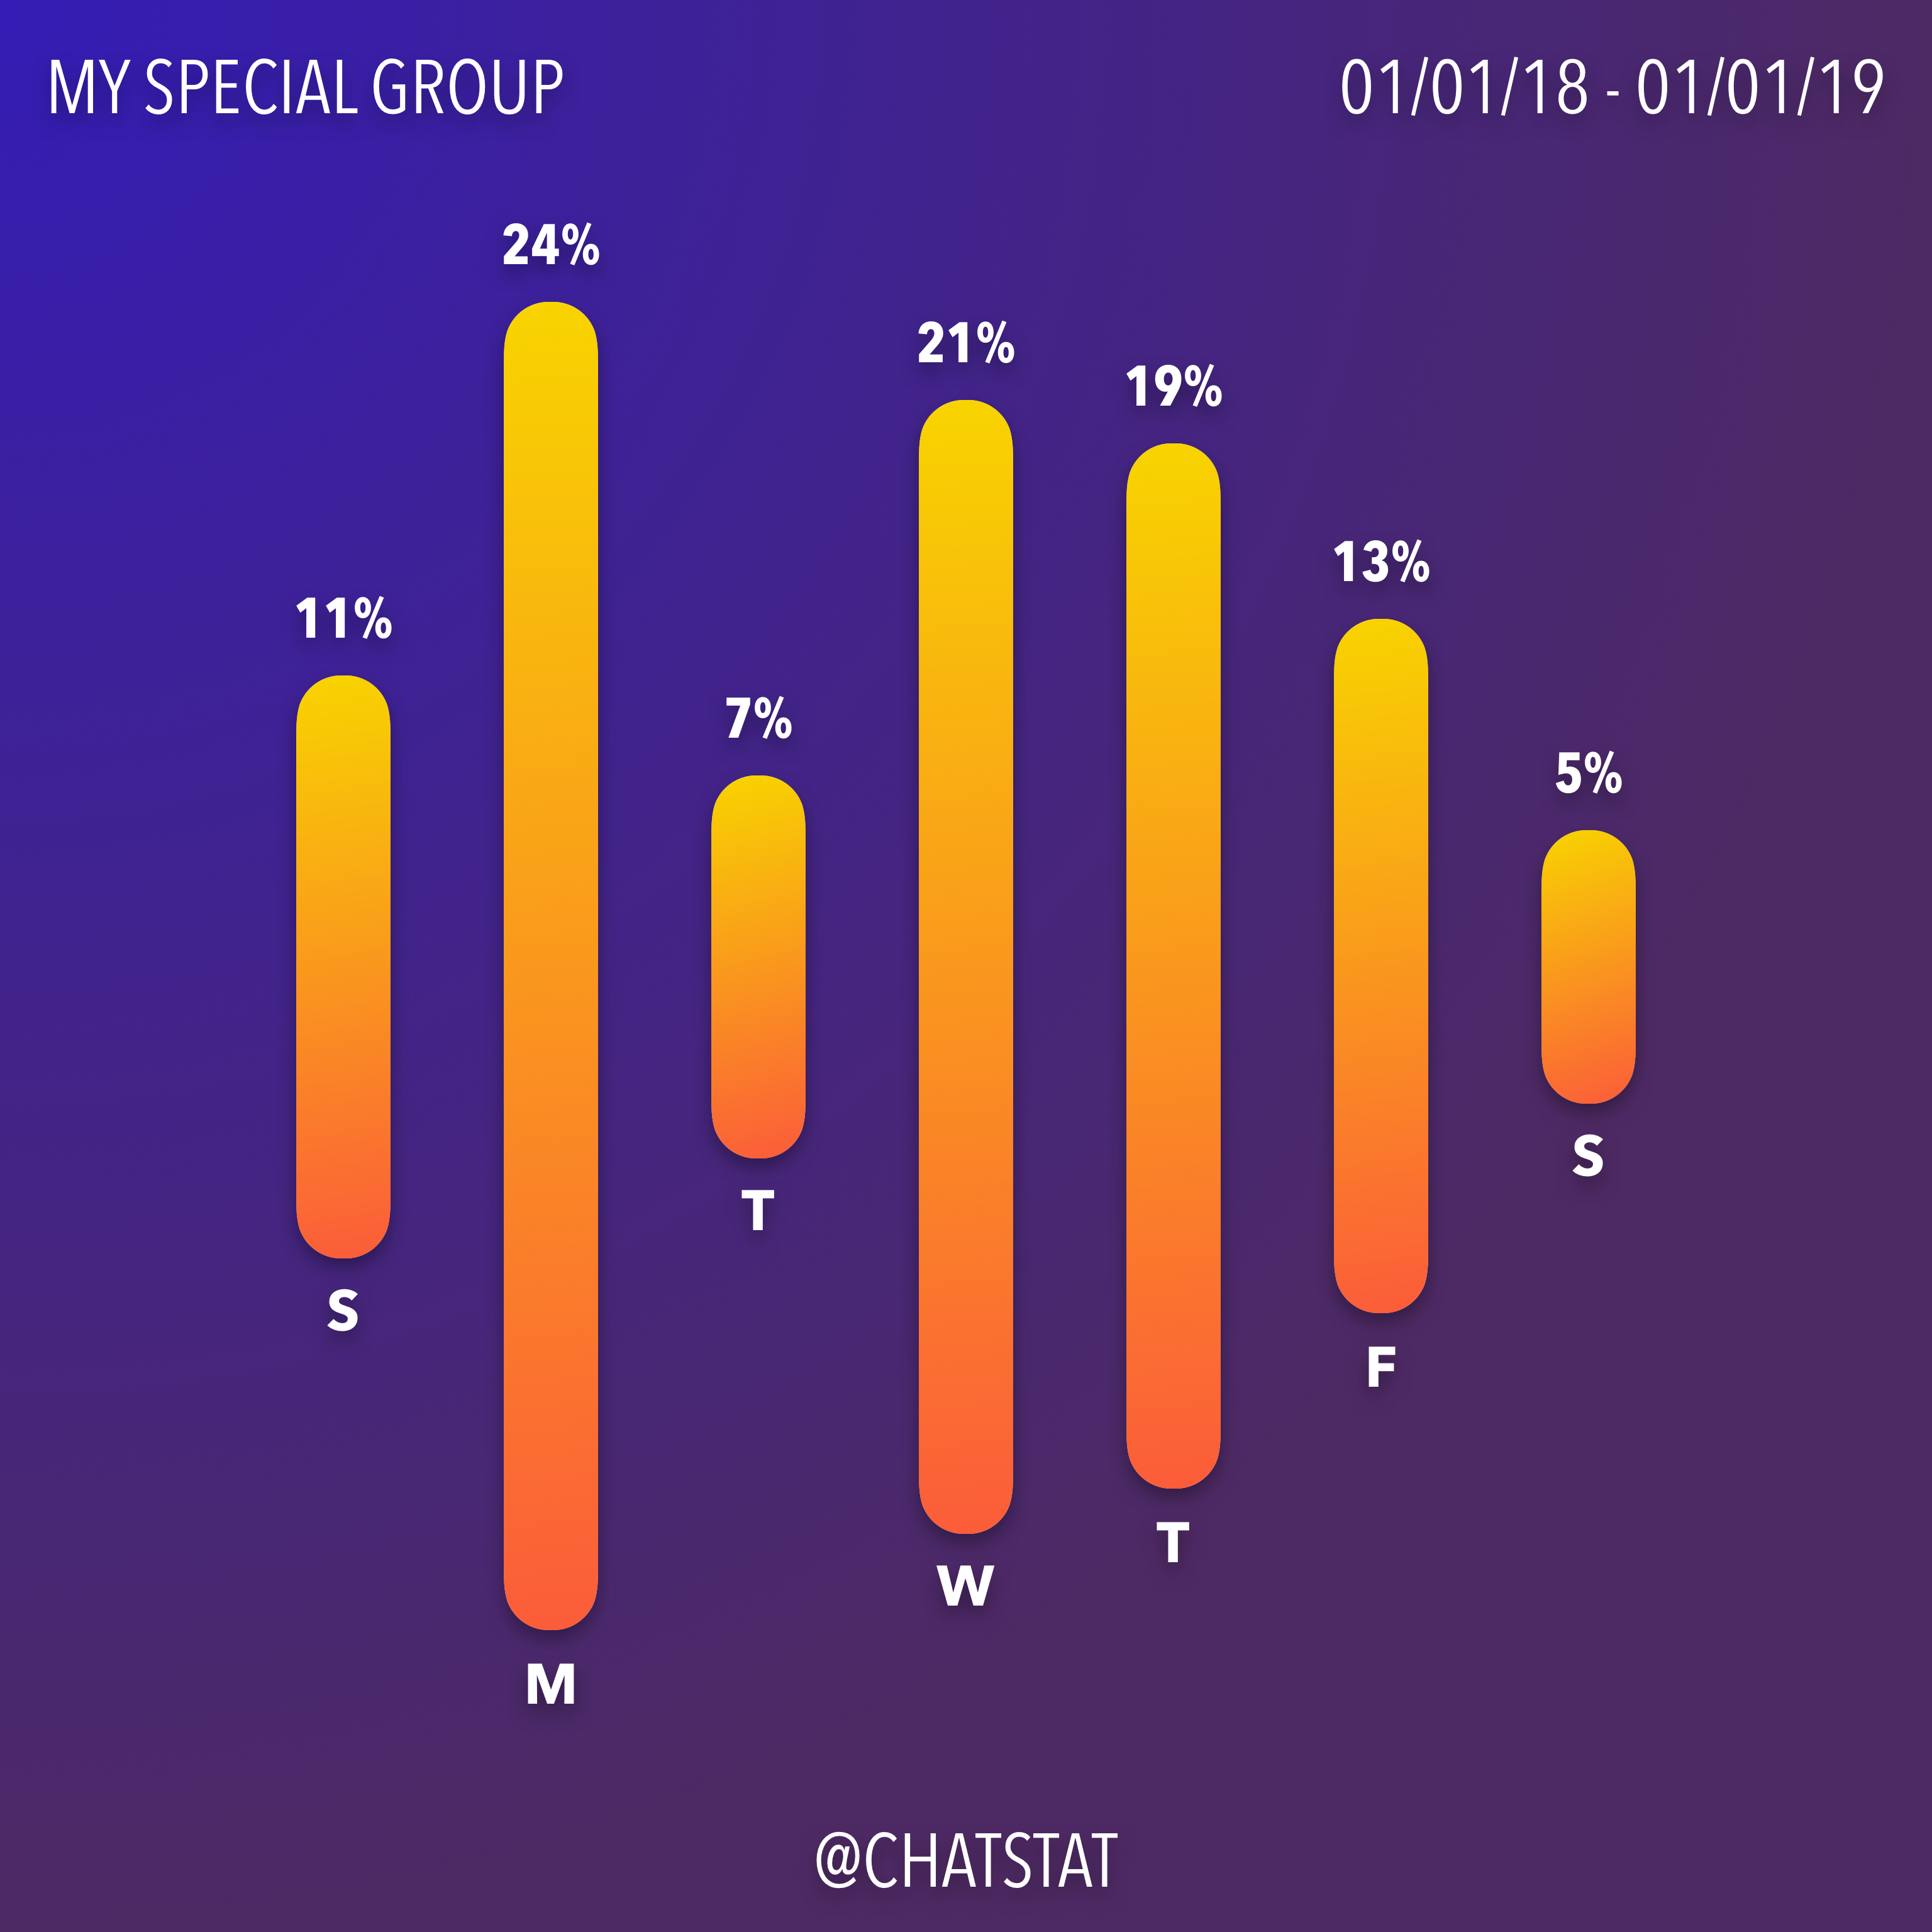 MY SPECIAL GROUP
01/01/18 - 01/01/19
11%
24%
7%
21%
19%
13%
5%
S
M
T
W
T
F
S
@CHATSTAT